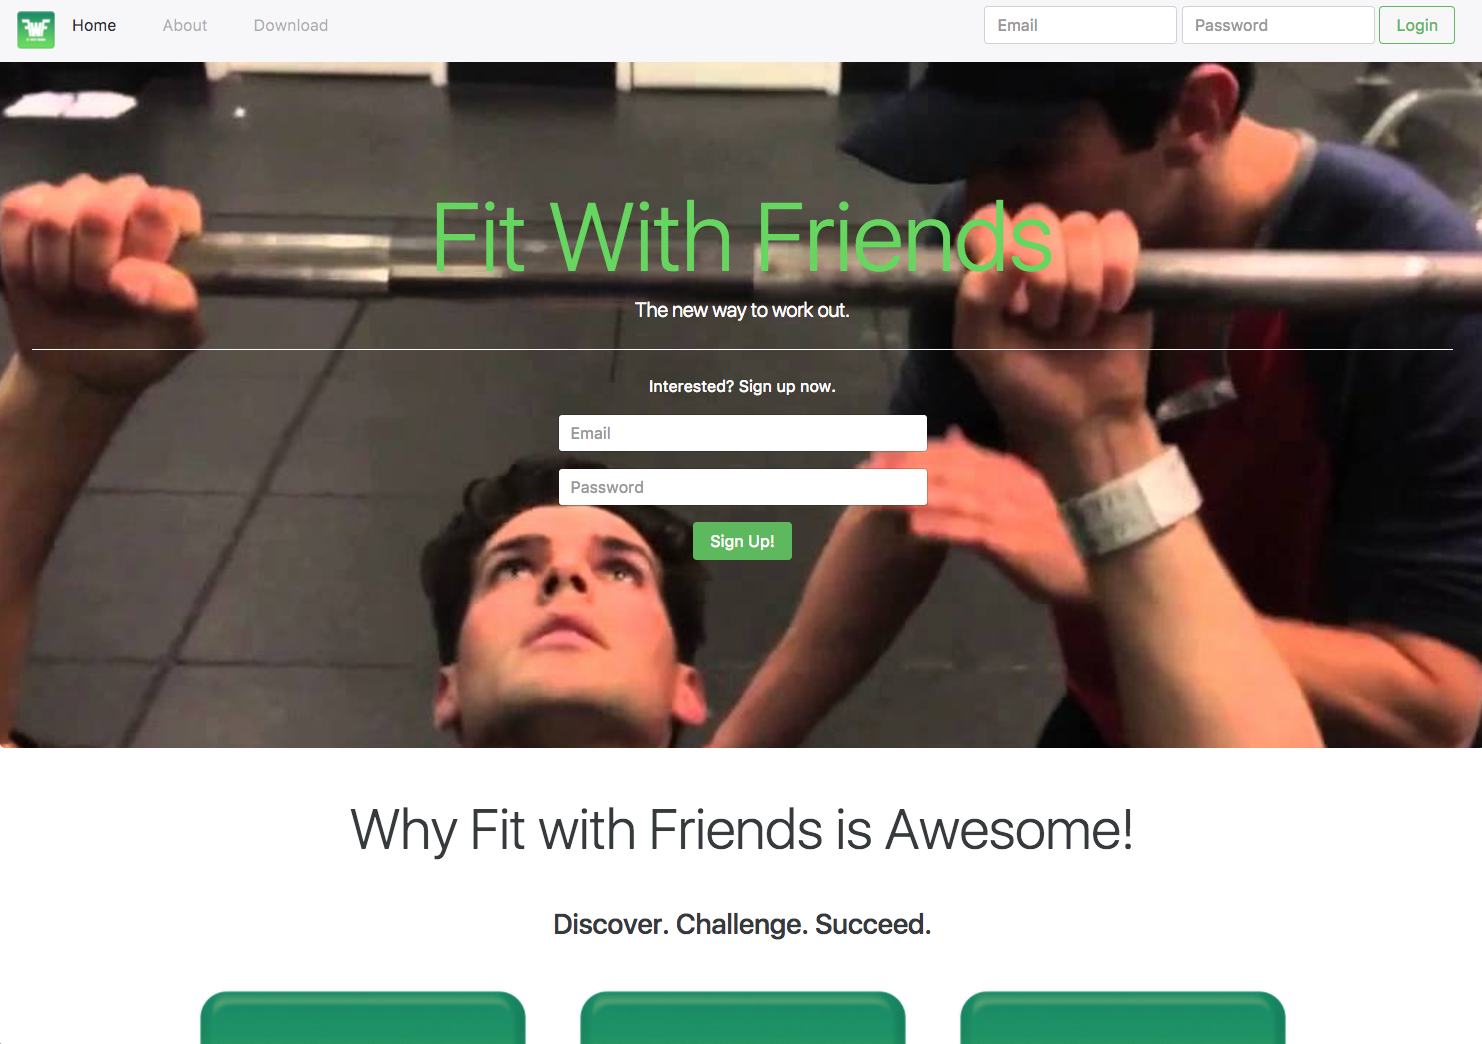 FWF
Home About Download Email Password Login
Fit With Friends
The new way to work out.
Interested? Sign up now.
Email
Password
Sign Up!
Why Fit with Friends is Awesome!
Discover. Challenge. Succeed.